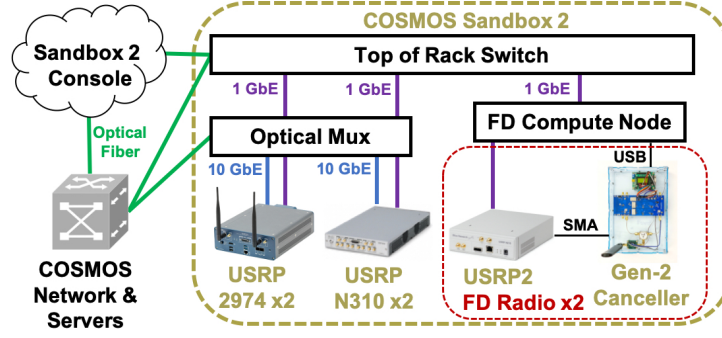 COSMOS Sandbox 2
Sandbox 2
Console
Top of Rack Switch
1 GbE
1 GbE
1 GbE
Optical
Fiber
Optical Mux
FD Compute Node
10 GbE
10 GbE
USB
SMA
COSMOS
Network &
Servers
USRP
2974 x2
USRP
N310 x2
USRP2
Gen-2
Canceller
FD Radio x2